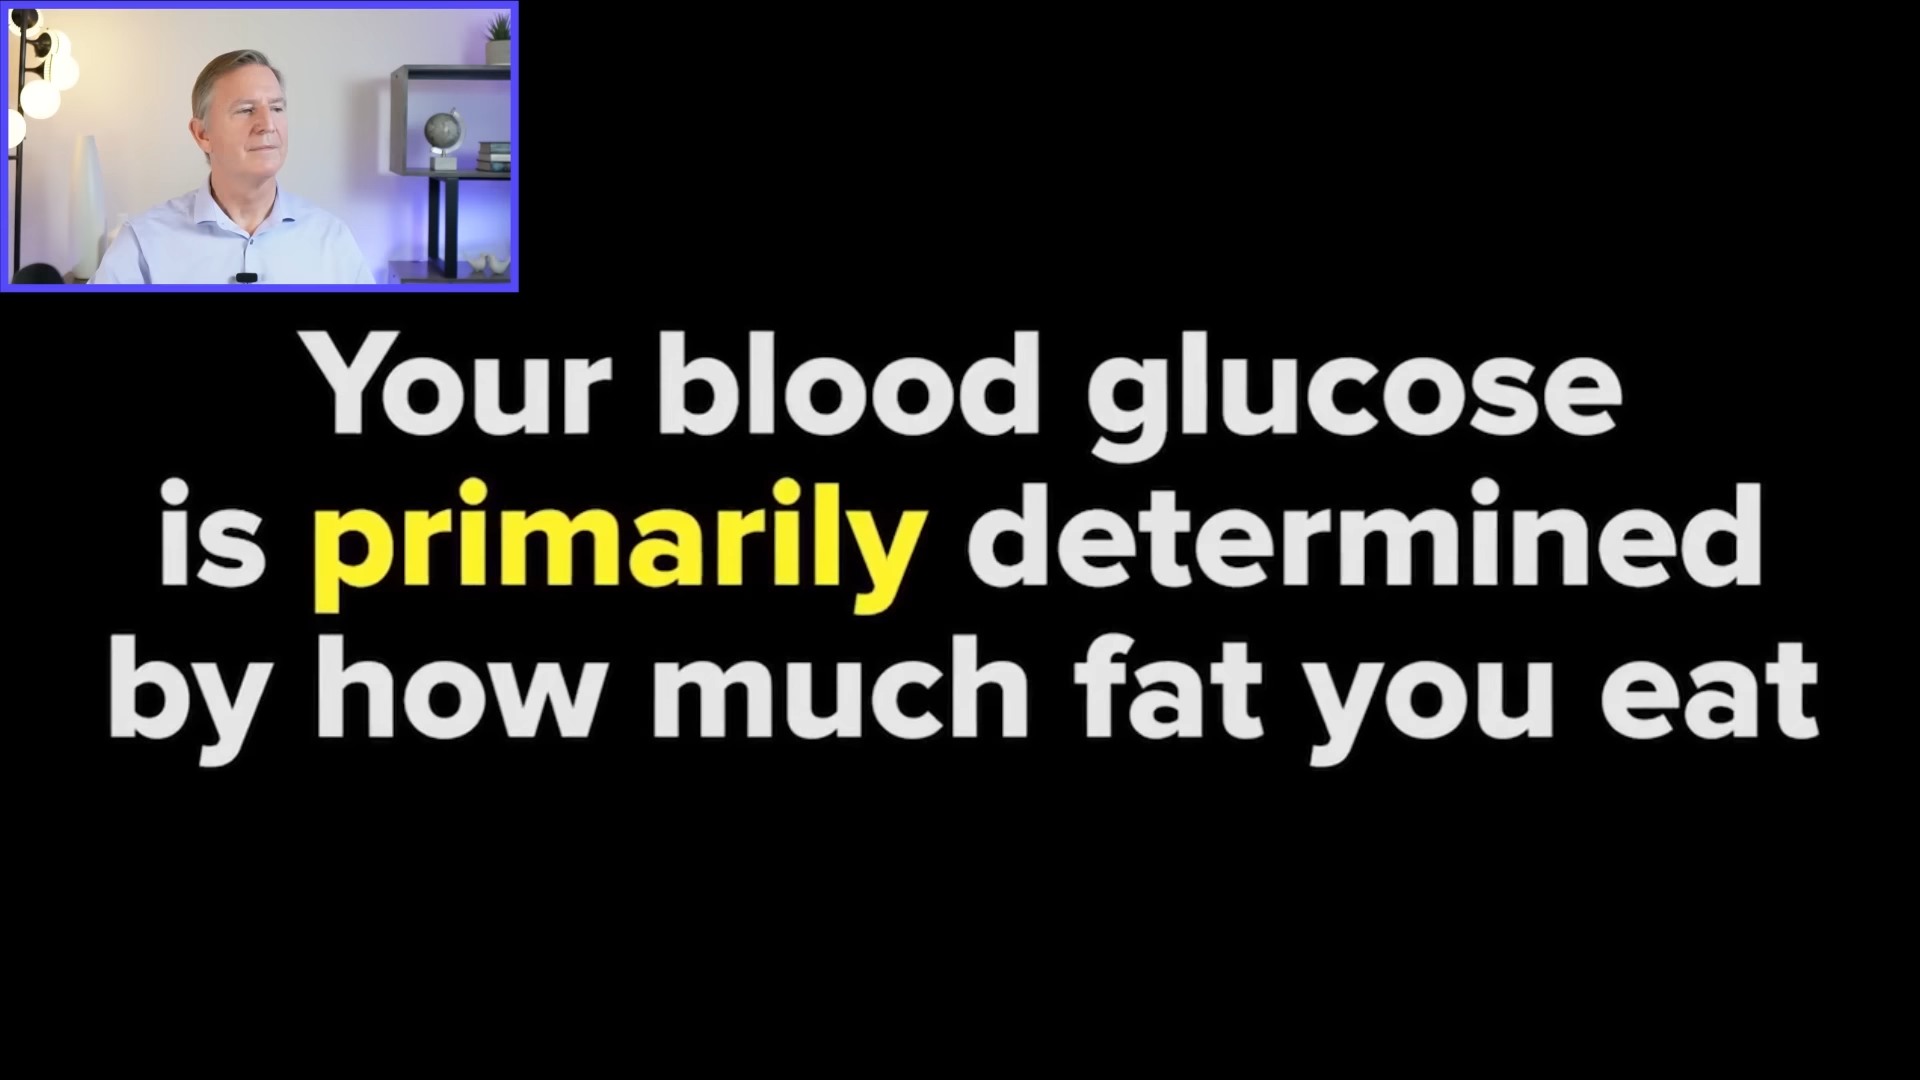 Your blood glucose
is primarily determined
by how much fat you eat